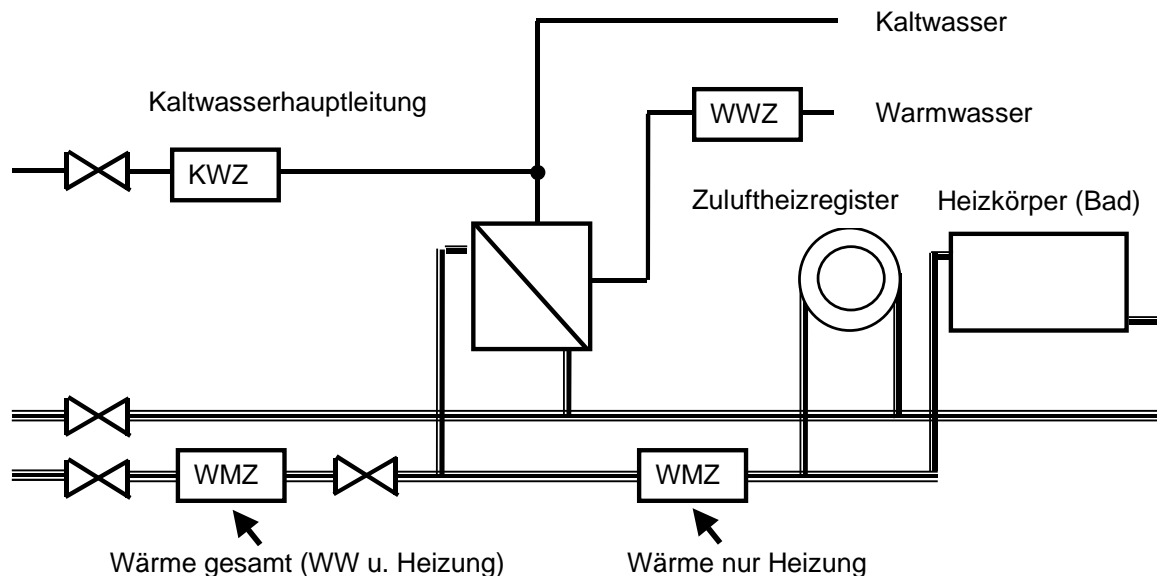 Kaltwasser
Kaltwasserhauptleitung
WWZ
Warmwasser
KWZ
Zuluftheizregister
Heizkörper (Bad)
WMZ
WMZ
Wärme gesamt (WW u. Heizung)
Wärme nur Heizung